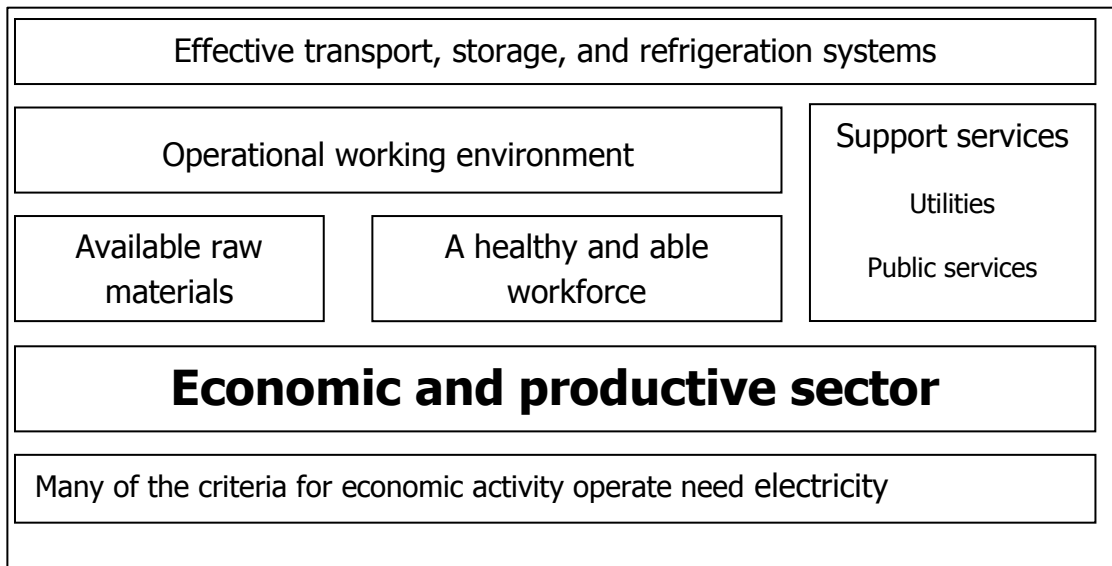 Effective transport, storage, and refrigeration systems
Operational working environment
Support services
Utilities
Public services
Available raw
materials
A healthy and able
workforce
Economic and productive sector
Many of the criteria for economic activity operate need electricity